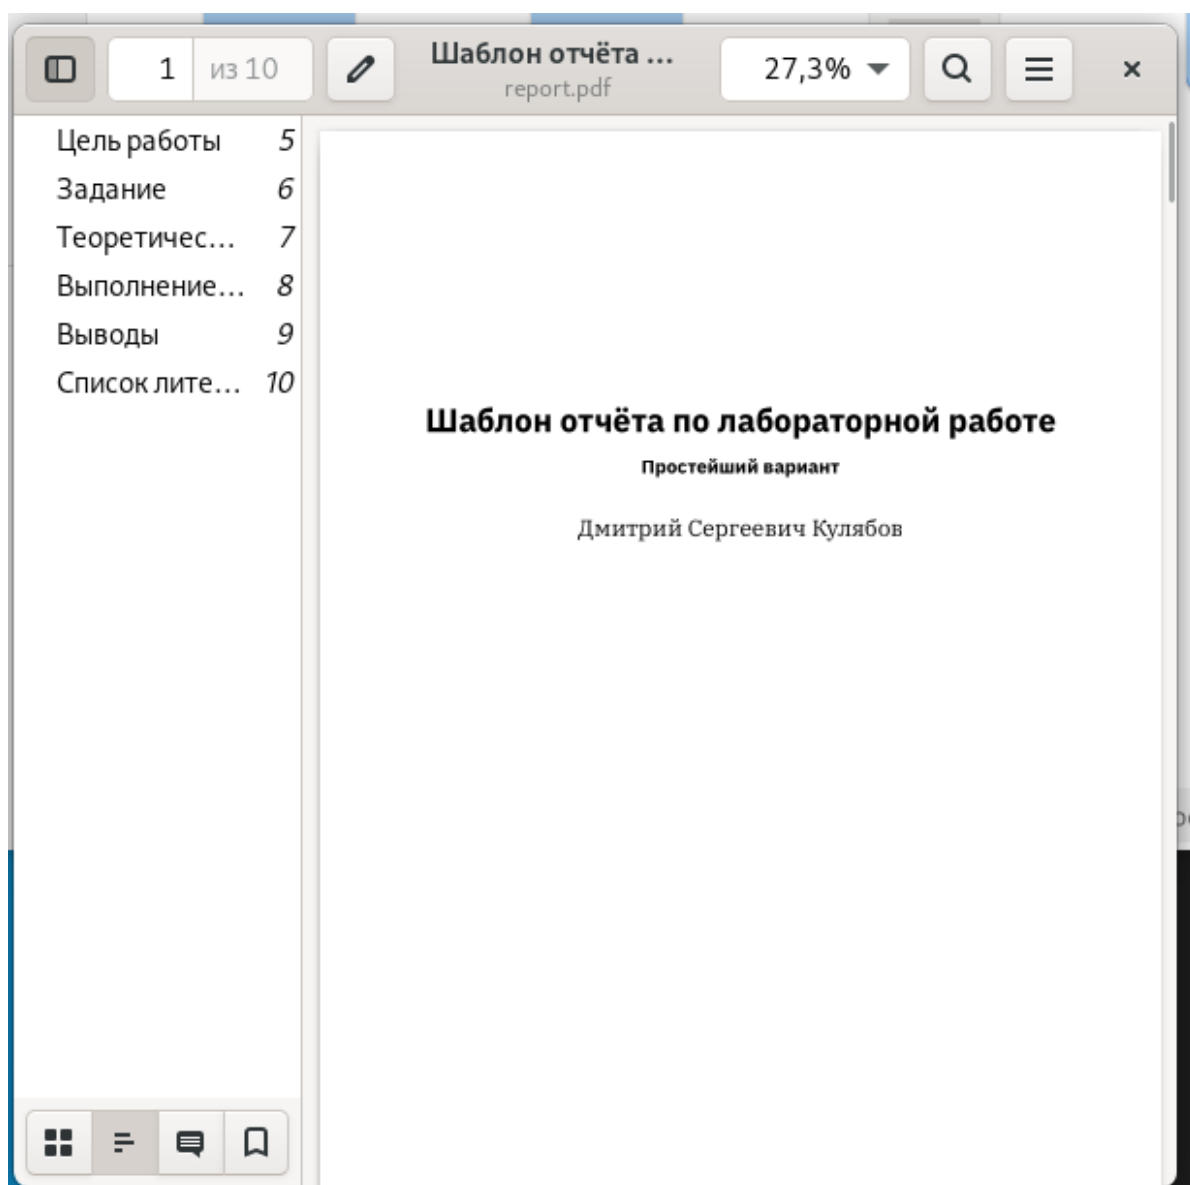 1 из 10
Шаблон отчёта ...
report.pdf
27,3%
Цель работы 5
Задание 6
Теоретичес... 7
Выполнение... 8
Выводы 9
Список лите... 10
Шаблон отчёта по лабораторной работе
Простейший вариант
Дмитрий Сергеевич Кулябов